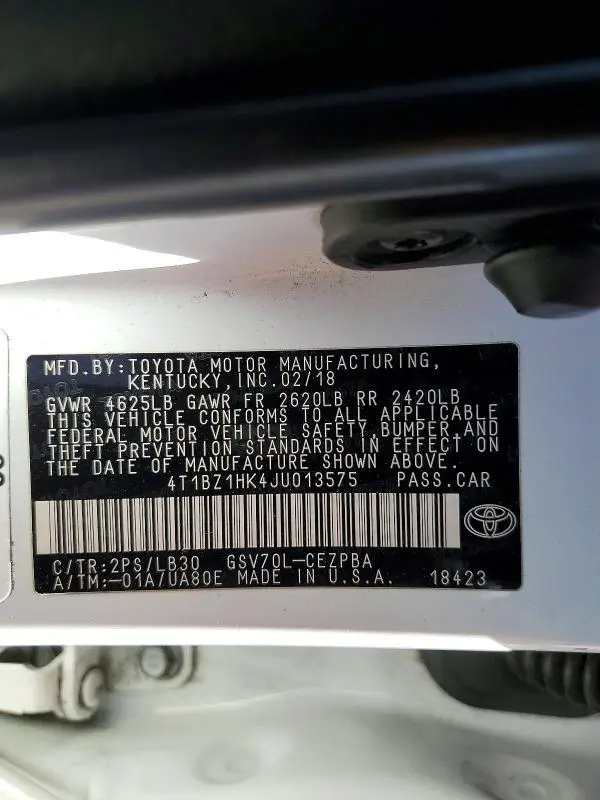 MFD.BY:TOYOTA MOTOR MANUFACTURING,
KENTUCKY,INC.02/18
GVWR 4625LB GAWR FR 2620LB RR 2420LB
THIS VEHICLE CONFORMS TO ALL APPLICABLE
FEDERAL MOTOR VEHICLE SAFETY, BUMPER,AND
THEFT PREVENTION STANDARDS IN EFFECT ON
THE DATE OF MANUFACTURE SHOWN ABOVE.
4T1BZ1HK4JU013575 PASS.CAR
C/TR:2PS/LB30 GSV70L-CEZPBA
A/TM:-01A/UA80E MADE IN U.S.A. 18423